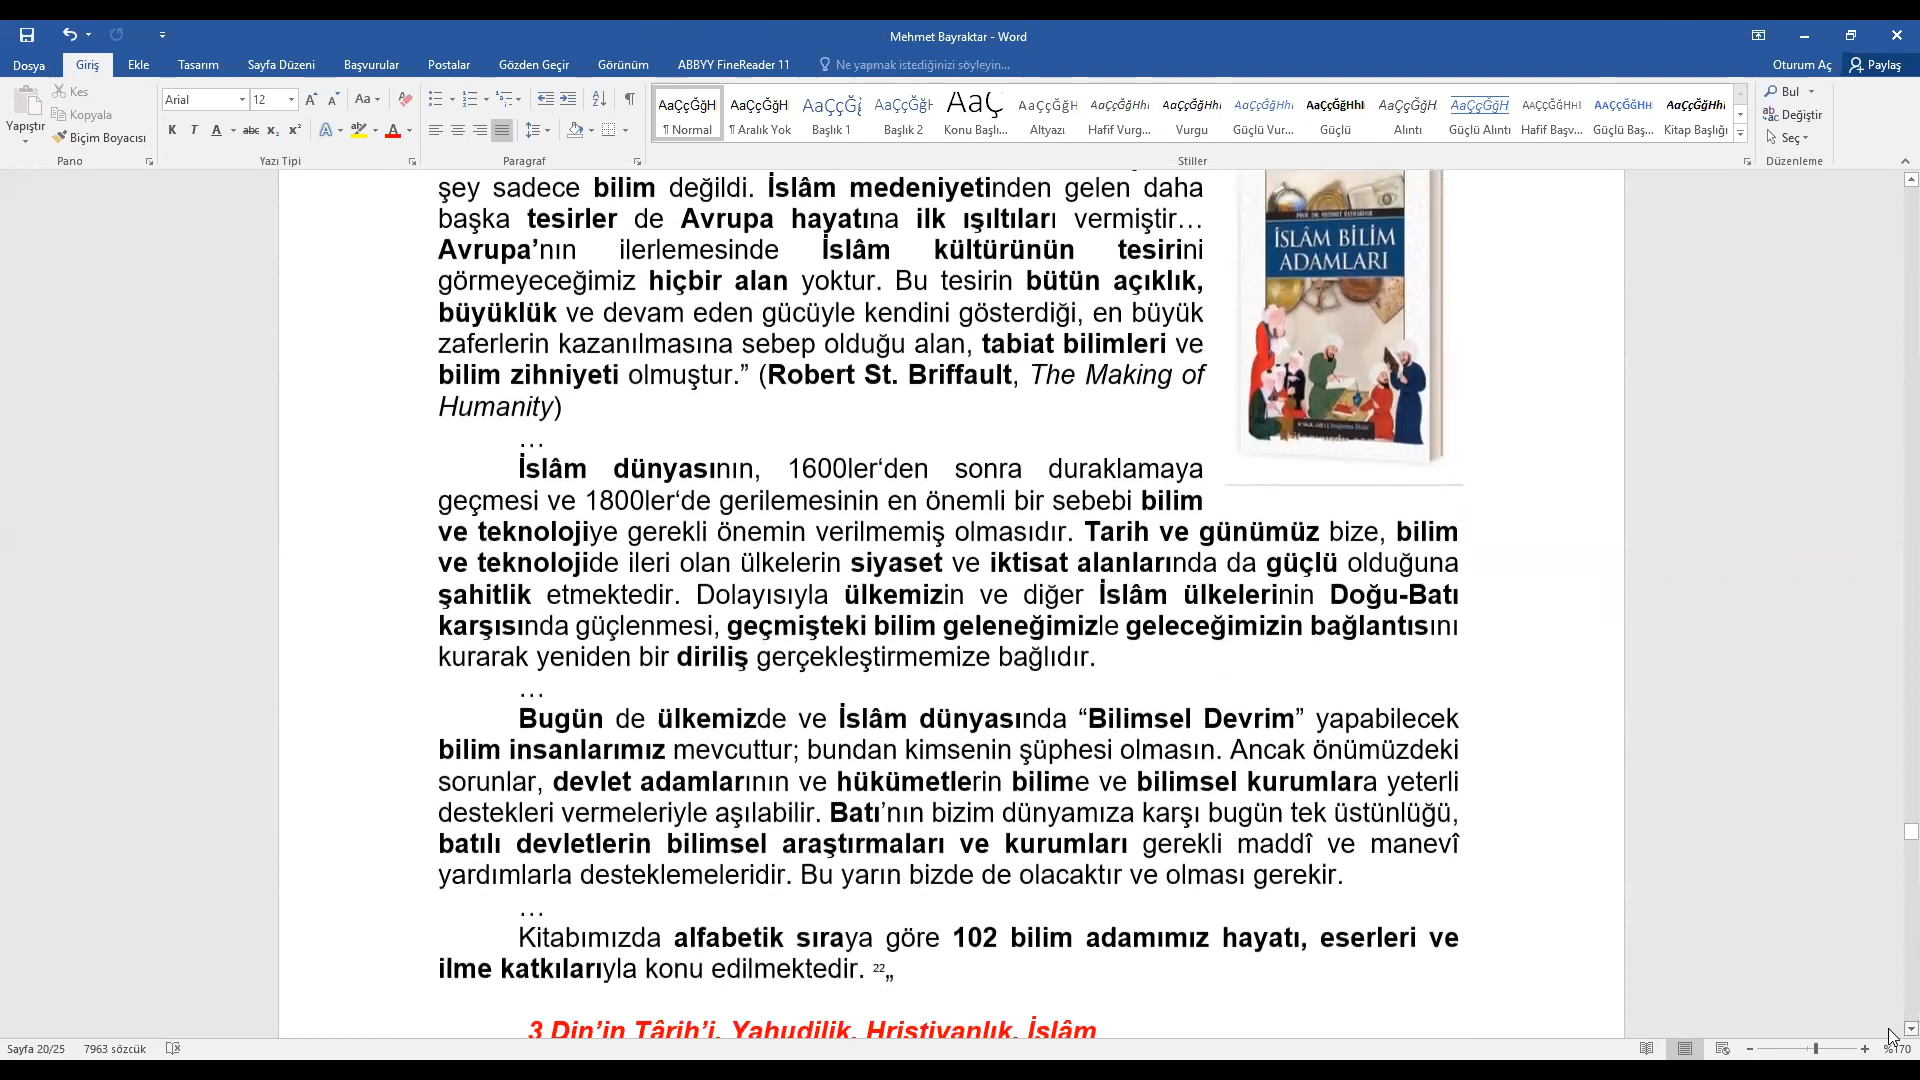 Mehmet Bayraktar - Word
Dosya
Giriş
Ekle
Tasarım
Sayfa Düzeni
Başvurular
Postalar
Gözden Geçir
Görünüm
ABBYY FineReader 11
Ne yapmak istediğinizi söyleyin...
Oturum Aç
Paylaş
Yapıştır
Kes
Kopyala
Biçim Boyacısı
Pano
Arial
12
Yazı Tipi
Paragraf
¶ Normal
¶ Aralık Yok
Başlık 1
Başlık 2
Konu Başlı...
Altyazı
Hafif Vurg...
Vurgu
Güçlü Vur...
Güçlü
Alıntı
Güçlü Alıntı
Hafif Başv...
Güçlü Baş...
Kitap Başlığı
Stiller
Bul
Değiştir
Seç
Düzenleme
şey sadece bilim değildi. İslâm medeniyetinden gelen daha
başka tesirler de Avrupa hayatına ilk ışıltıları vermiştir…
Avrupa’nın ilerlemesinde İslâm kültürünün tesirini
görmeyeceğimiz hiçbir alan yoktur. Bu tesirin bütün açıklık,
büyüklük ve devam eden gücüyle kendini gösterdiği, en büyük
zaferlerin kazanılmasına sebep olduğu alan, tabiat bilimleri ve
bilim zihniyeti olmuştur.” (Robert St. Briffault, The Making of
Humanity)
…
İslâm dünyasının, 1600ler‘den sonra duraklamaya
geçmesi ve 1800ler‘de gerilemesinin en önemli bir sebebi bilim
ve teknolojiye gerekli önemin verilmemiş olmasıdır. Tarih ve günümüz bize, bilim
ve teknolojide ileri olan ülkelerin siyaset ve iktisat alanlarında da güçlü olduğuna
şahitlik etmektedir. Dolayısıyla ülkemizin ve diğer İslâm ülkelerinin Doğu-Batı
karşısında güçlenmesi, geçmişteki bilim geleneğimizle geleceğimizin bağlantısını
kurarak yeniden bir diriliş gerçekleştirmemize bağlıdır.
…
Bugün de ülkemizde ve İslâm dünyasında “Bilimsel Devrim” yapabilecek
bilim insanlarımız mevcuttur; bundan kimsenin şüphesi olmasın. Ancak önümüzdeki
sorunlar, devlet adamlarının ve hükümetlerin bilime ve bilimsel kurumlara yeterli
destekleri vermeleriyle aşılabilir. Batı’nın bizim dünyamıza karşı bugün tek üstünlüğü,
batılı devletlerin bilimsel araştırmaları ve kurumları gerekli maddî ve manevî
yardımlarla desteklemeleridir. Bu yarın bizde de olacaktır ve olması gerekir.
…
Kitabımızda alfabetik sıraya göre 102 bilim adamımız hayatı, eserleri ve
ilme katkılarıyla konu edilmektedir. 22„
3 Din’in Târih’i, Yahudilik, Hristiyanlık, İslâm
PROF. DR. MEHMET BAYRAKDAR
İSLÂM BİLİM
ADAMLARI
Sayfa 20/25
7963 sözcük
%170